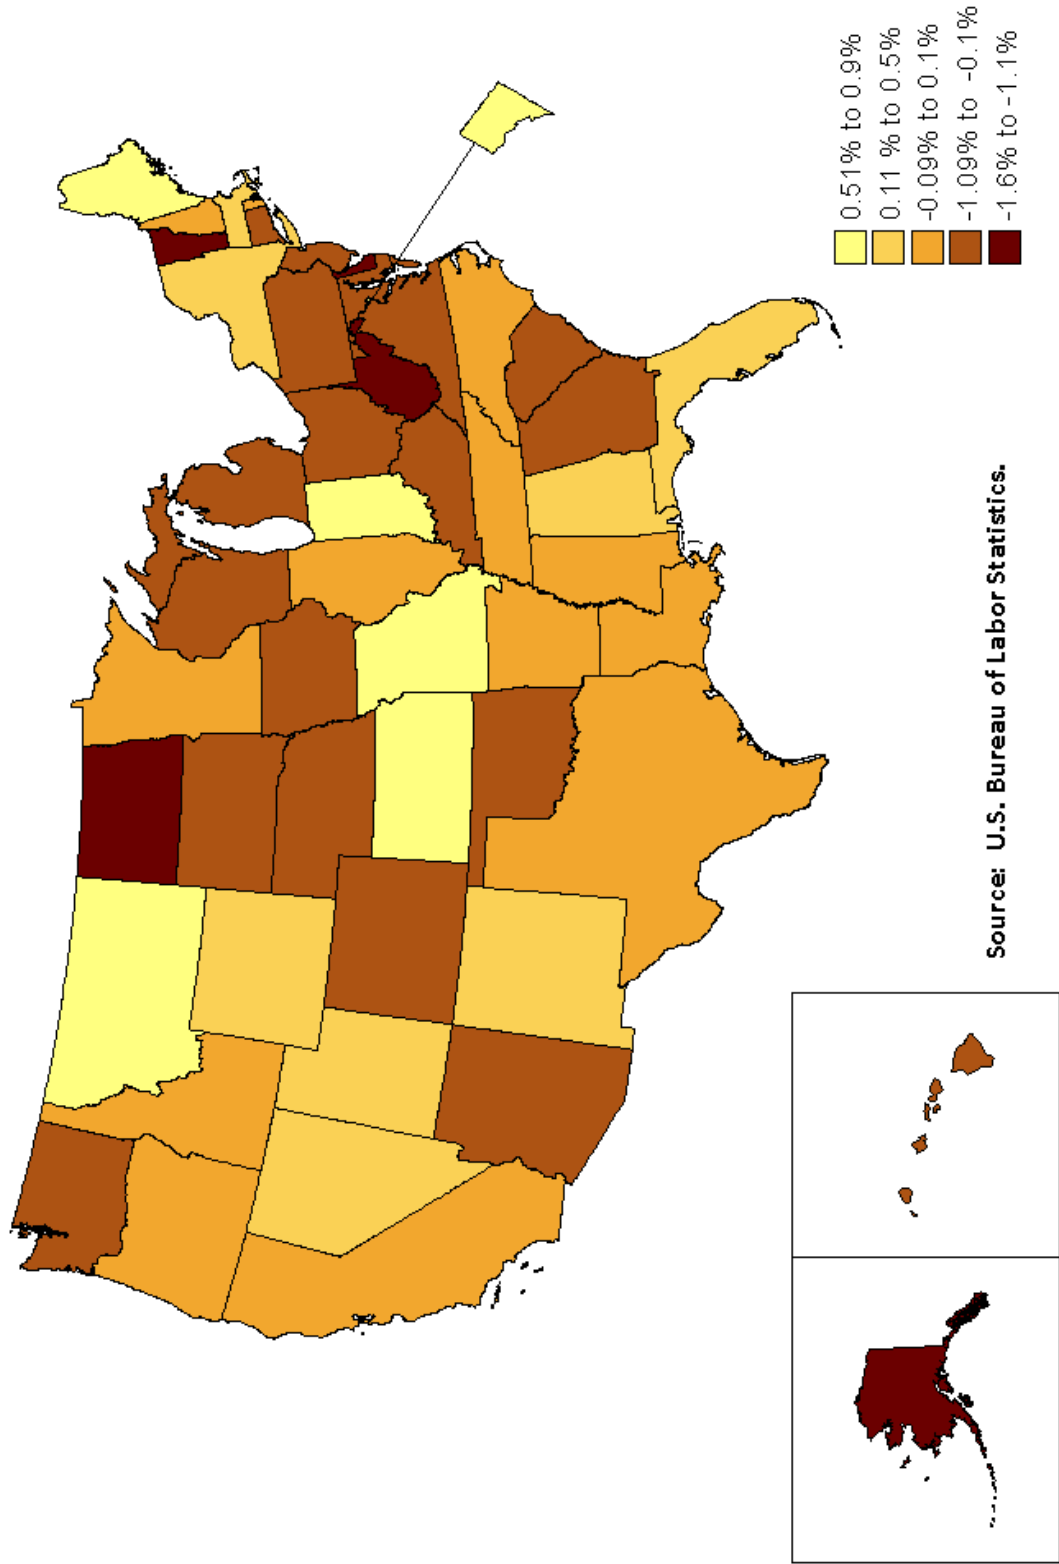 0.51% to 0.9%
0.11 % to 0.5%
-0.09% to 0.1%
-1.09% to -0.1%
-1.6% to -1.1%
Source: U.S. Bureau of Labor Statistics.